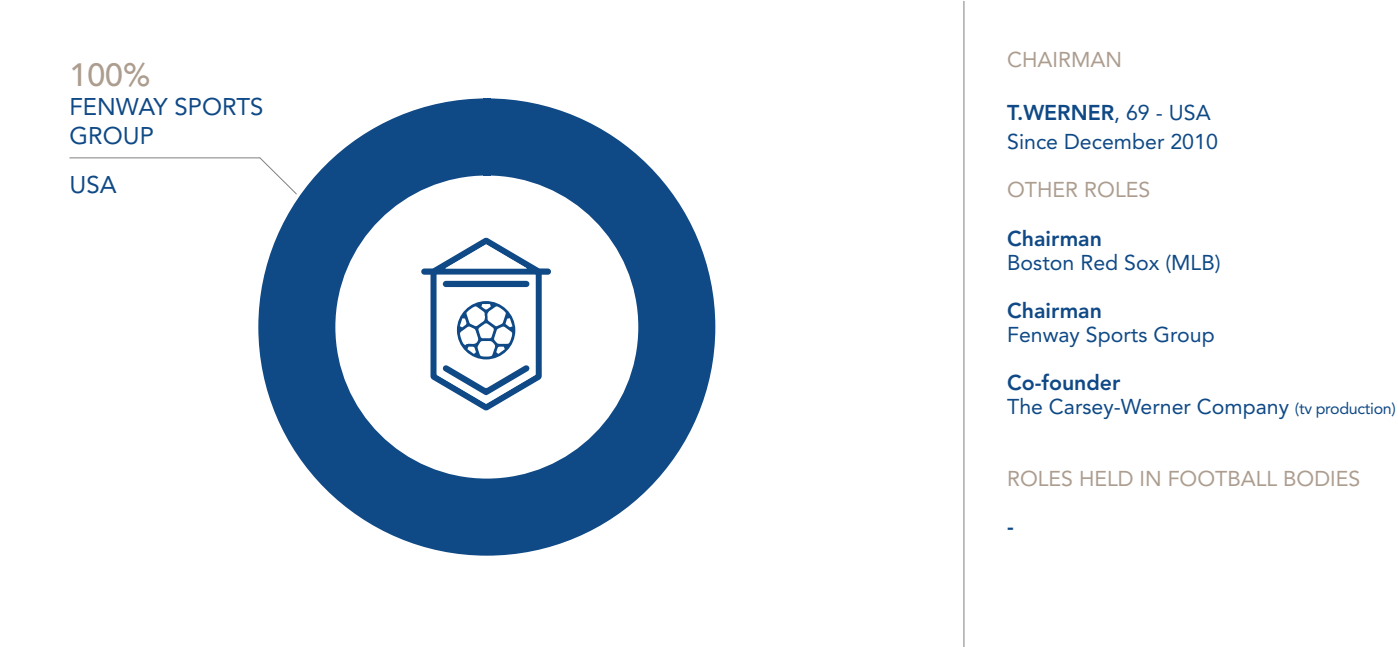 100%
FENWAY SPORTS
GROUP
USA
CHAIRMAN
T.WERNER, 69 - USA
Since December 2010
OTHER ROLES
Chairman
Boston Red Sox (MLB)
Chairman
Fenway Sports Group
Co-founder
The Carsey-Werner Company (tv production)
ROLES HELD IN FOOTBALL BODIES
-